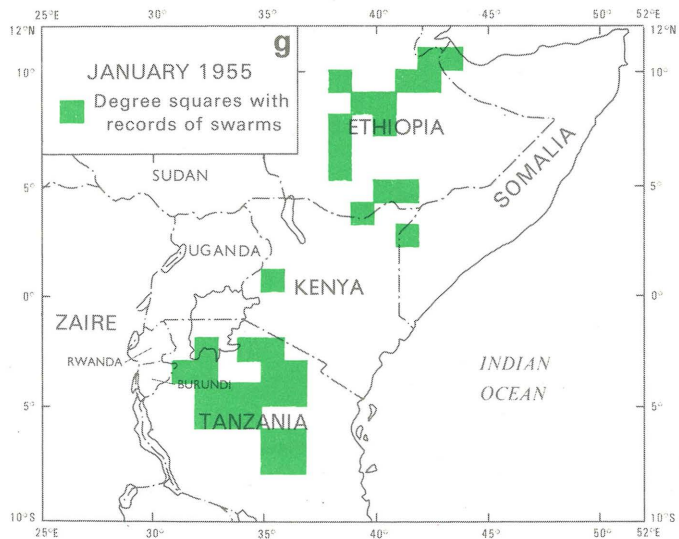 25°E 30° 35° 40° 45° 50° 52°E
12°N 12°N
g
JANUARY 1955
Degree squares with
records of swarms
10° 10°
ETHIOPIA
SOMALIA
SUDAN
5° 5°
UGANDA
KENYA
0° 0°
ZAIRE
RWANDA
BURUNDI
INDIAN
OCEAN
5° 5°
TANZANIA
10°S 10°S
25°E 30° 35° 40° 45° 50° 52°E